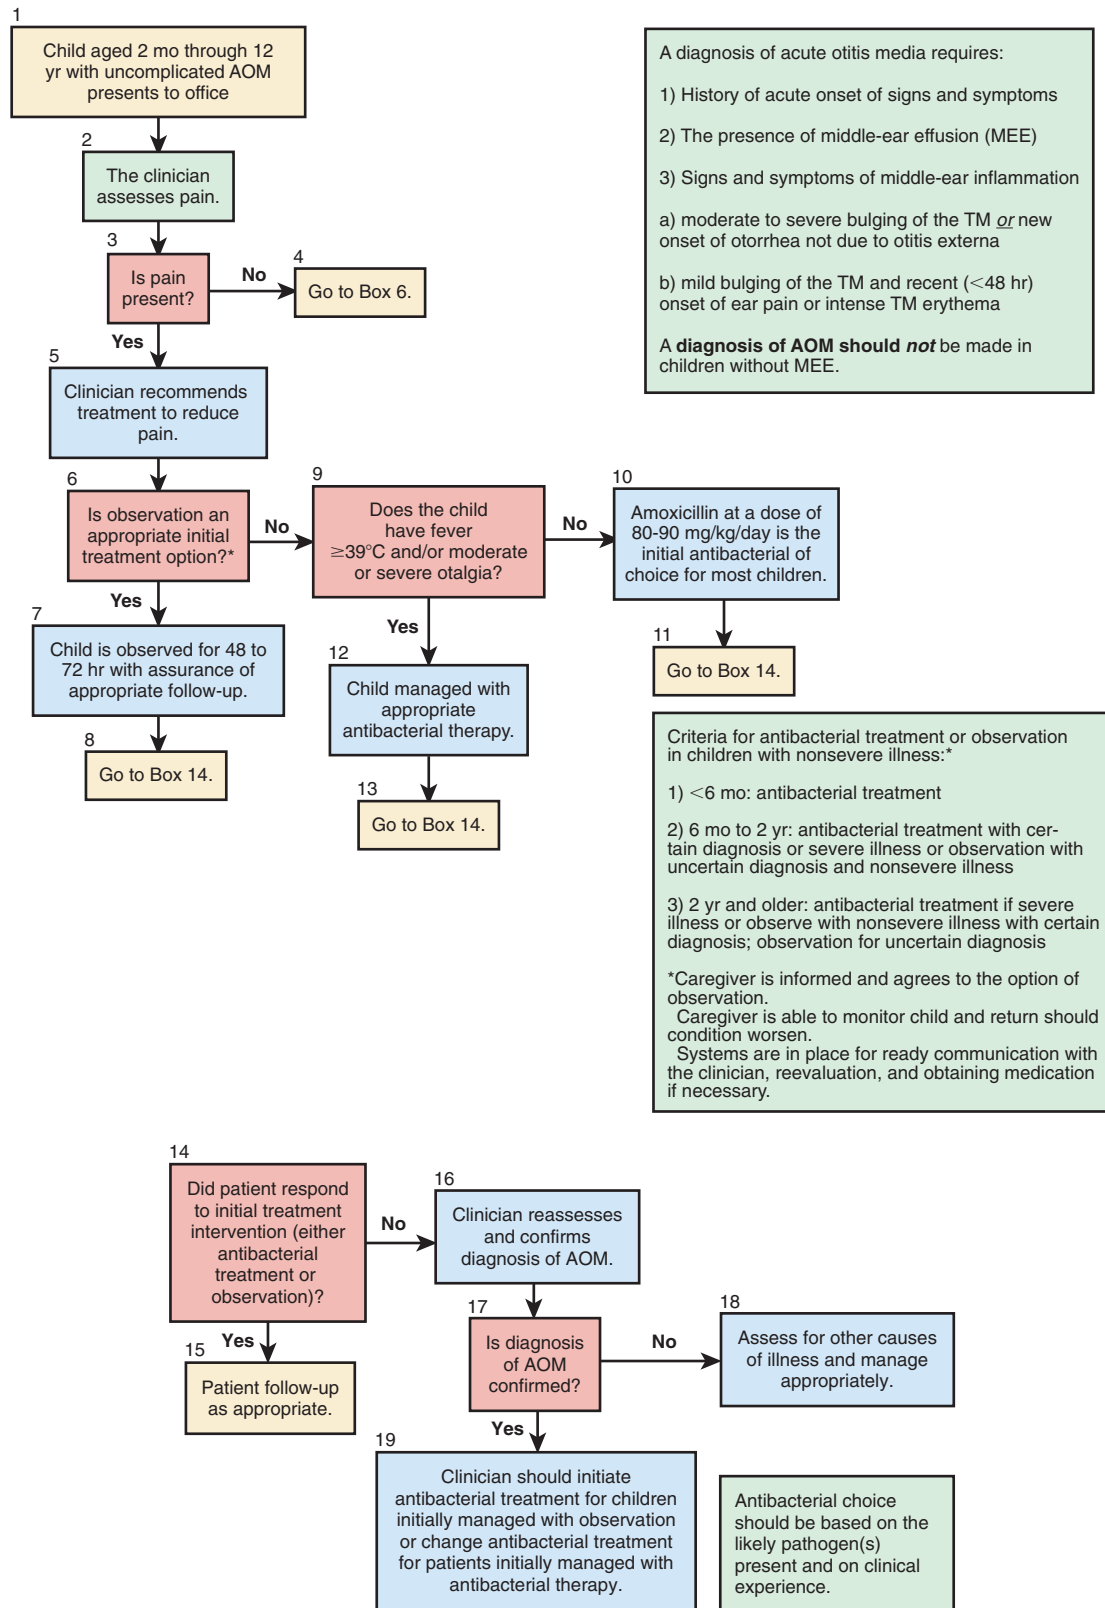 1
Child aged 2 mo through 12
yr with uncomplicated AOM
presents to office
2
The clinician
assesses pain.
3
Is pain
present?
No
4
Go to Box 6.
Yes
5
Clinician recommends
treatment to reduce
pain.
6
Is observation an
appropriate initial
treatment option?*
No
Yes
7
Child is observed for 48 to
72 hr with assurance of
appropriate follow-up.
8
Go to Box 14.
9
Does the child
have fever
≥39°C and/or moderate
or severe otalgia?
No
Yes
10
Amoxicillin at a dose of
80-90 mg/kg/day is the
initial antibacterial of
choice for most children.
11
Go to Box 14.
12
Child managed with
appropriate
antibacterial therapy.
13
Go to Box 14.
A diagnosis of acute otitis media requires:
1) History of acute onset of signs and symptoms
2) The presence of middle-ear effusion (MEE)
3) Signs and symptoms of middle-ear inflammation
a) moderate to severe bulging of the TM or new
onset of otorrhea not due to otitis externa
b) mild bulging of the TM and recent (<48 hr)
onset of ear pain or intense TM erythema
A diagnosis of AOM should not be made in
children without MEE.
Criteria for antibacterial treatment or observation
in children with nonsevere illness:*
1) <6 mo: antibacterial treatment
2) 6 mo to 2 yr: antibacterial treatment with cer-
tain diagnosis or severe illness or observation with
uncertain diagnosis and nonsevere illness
3) 2 yr and older: antibacterial treatment if severe
illness or observe with nonsevere illness with certain
diagnosis; observation for uncertain diagnosis
*Caregiver is informed and agrees to the option of
observation.
Caregiver is able to monitor child and return should
condition worsen.
Systems are in place for ready communication with
the clinician, reevaluation, and obtaining medication
if necessary.
14
Did patient respond
to initial treatment
intervention (either
antibacterial
treatment or
observation)?
No
Yes
15
Patient follow-up
as appropriate.
16
Clinician reassesses
and confirms
diagnosis of AOM.
17
Is diagnosis
of AOM
confirmed?
No
Yes
18
Assess for other causes
of illness and manage
appropriately.
19
Clinician should initiate
antibacterial treatment for children
initially managed with observation
or change antibacterial treatment
for patients initially managed with
antibacterial therapy.
Antibacterial choice
should be based on the
likely pathogen(s)
present and on clinical
experience.